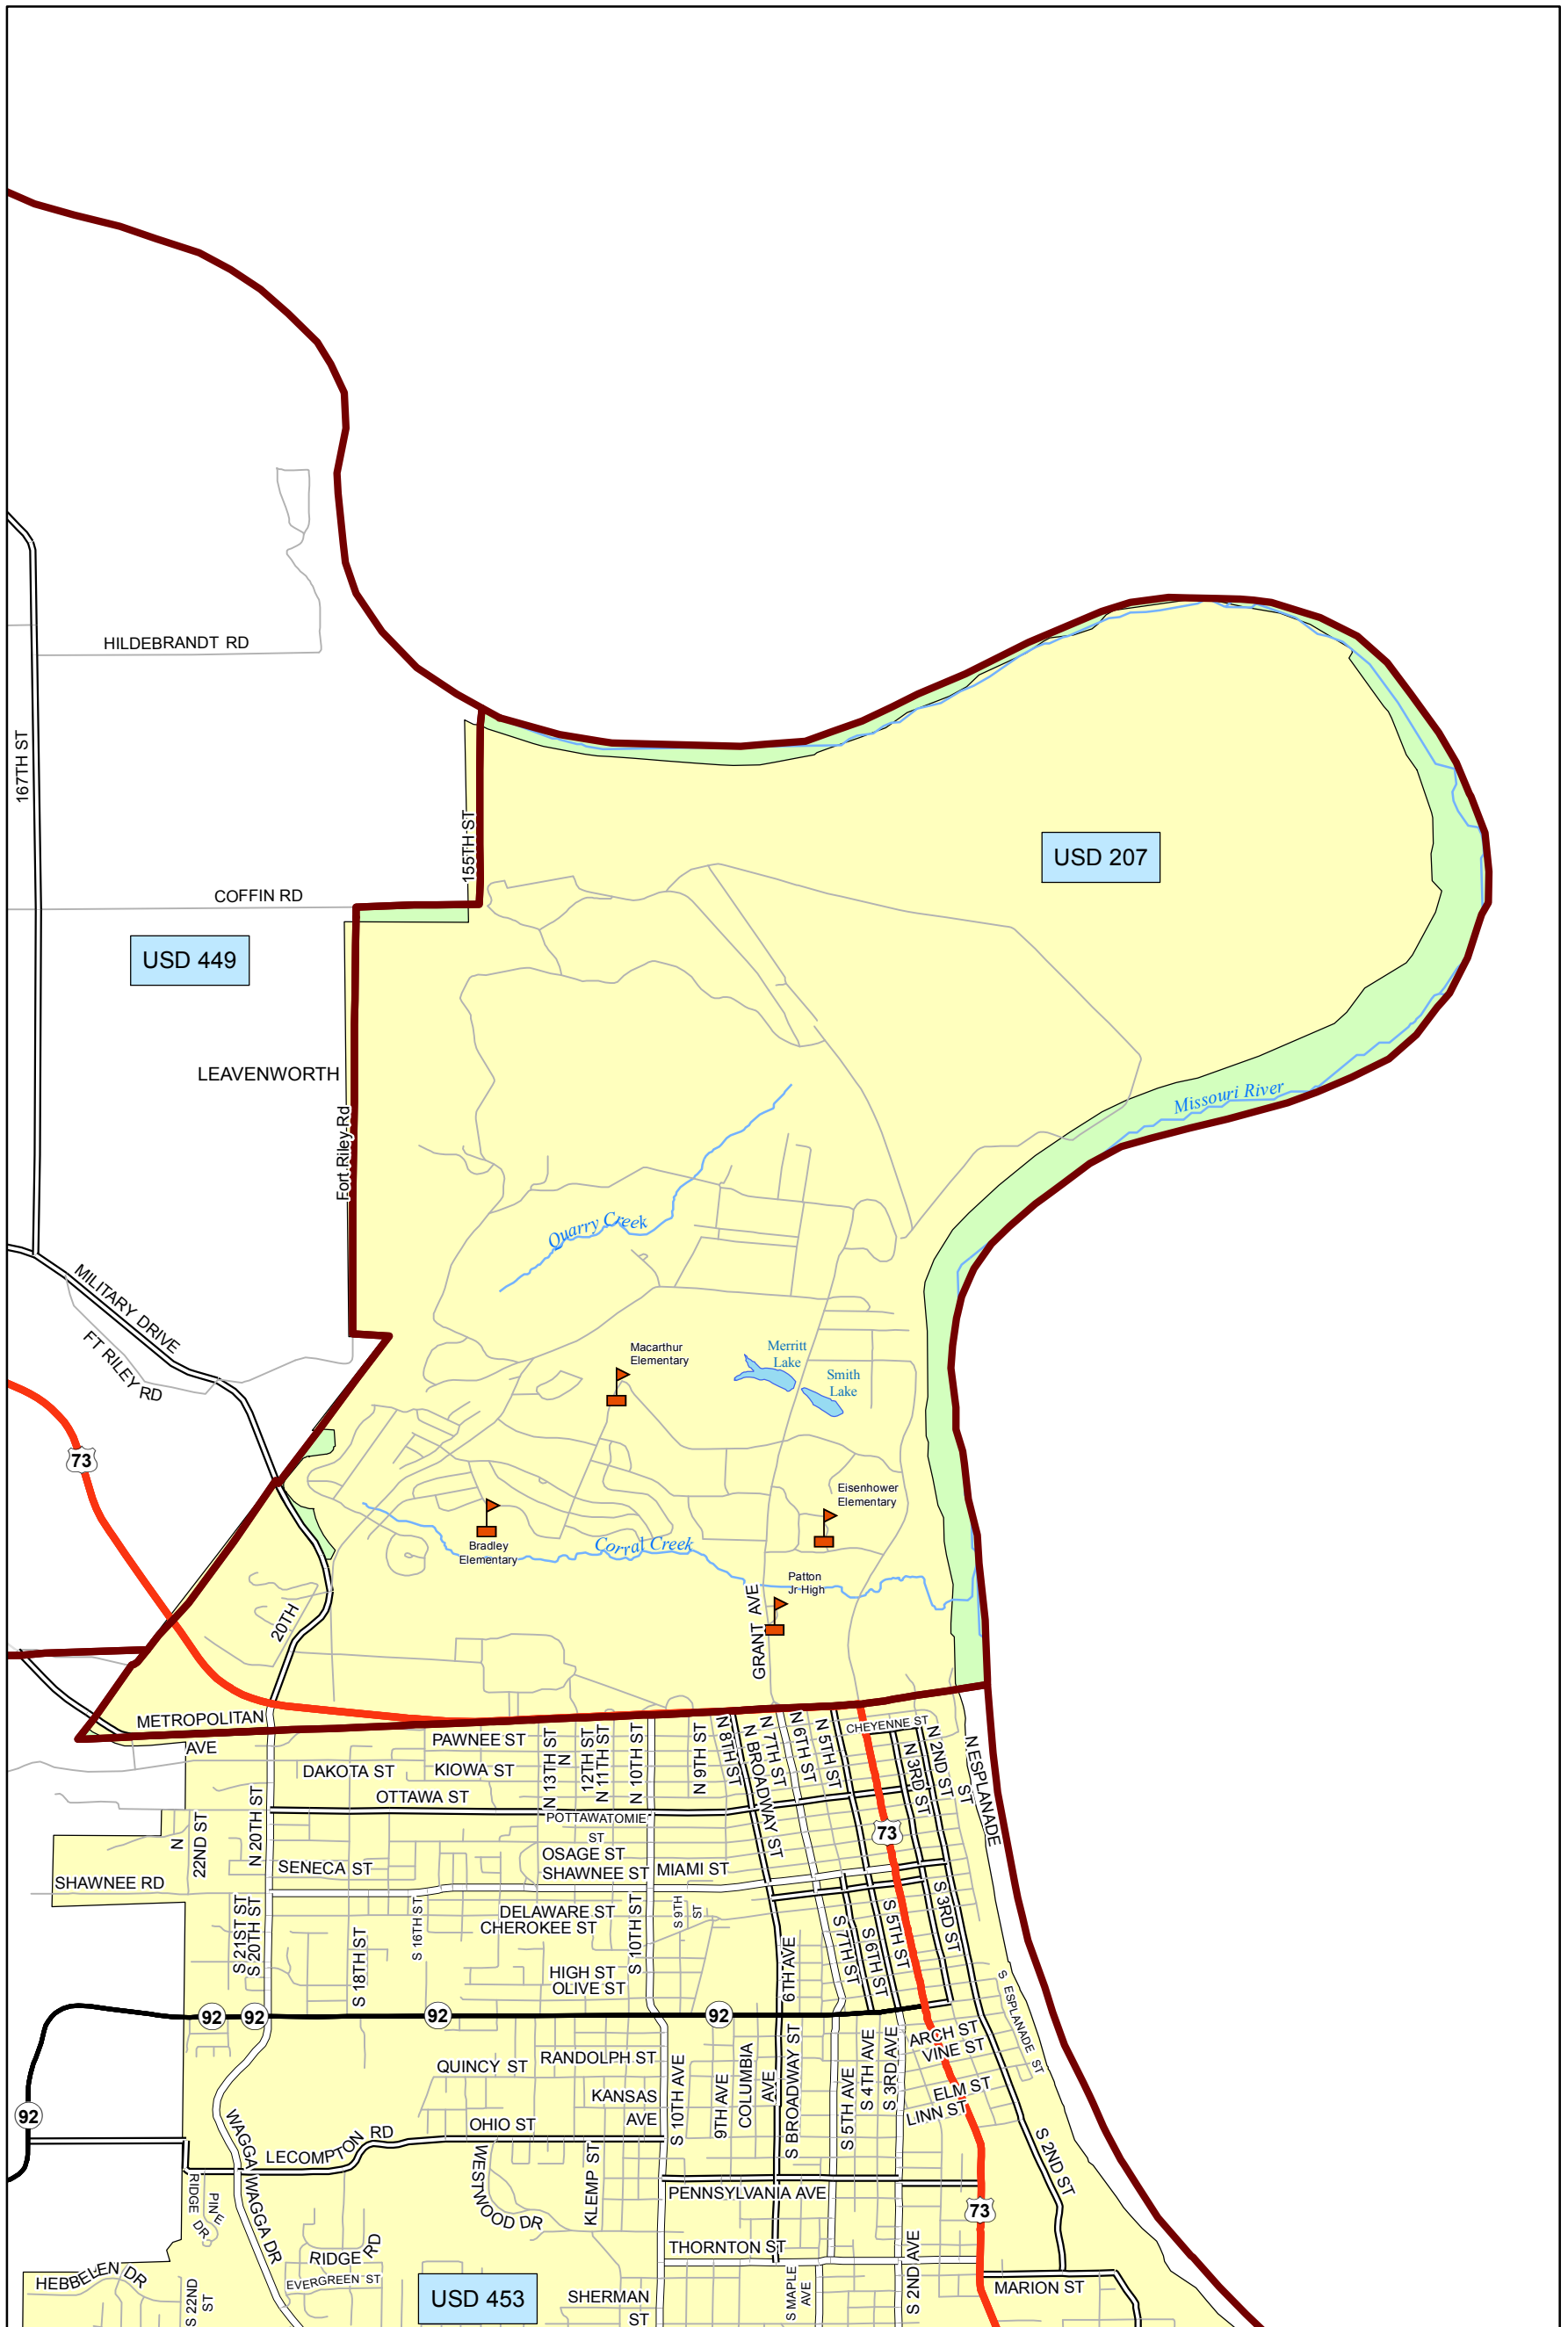 HILDEBRANDT RD
167TH ST
155TH ST
USD 207
COFFIN RD
USD 449
LEAVENWORTH
Missouri River
Fort Riley Rd
Quarry Creek
MILITARY DRIVE
FT RILEY RD
Macarthur
Elementary
Merritt
Lake
Smith
Lake
73
Eisenhower
Elementary
Bradley
Elementary
Corral Creek
Patton
Jr High
GRANT AVE
20TH
METROPOLITAN
AVE
PAWNEE ST
CHEYENNE ST
DAKOTA ST
KIOWA ST
OTTAWA ST
N 13TH ST
N
12TH ST
N 11TH ST
N 10TH ST
N 9TH ST
N 8TH ST
N BROADWAY ST
N 7TH ST
N 6TH ST
N 5TH ST
N 3RD ST
N 2ND ST
N ESPLANADE
ST
POTTAWATOMIE
ST
73
N
22ND ST
N 20TH ST
OSAGE ST
SENECA ST
SHAWNEE ST
MIAMI ST
SHAWNEE RD
DELAWARE ST
CHEROKEE ST
S 21ST ST
S 20TH ST
S 18TH ST
S 16TH ST
S 10TH ST
S 9TH
ST
S 7TH ST
S 6TH ST
S 5TH ST
S 3RD ST
HIGH ST
OLIVE ST
6TH AVE
S ESPLANADE ST
92
92
92
92
ARCH ST
VINE ST
QUINCY ST
RANDOLPH ST
KANSAS
AVE
ELM ST
LINN ST
92
OHIO ST
S 10TH AVE
9TH AVE
COLUMBIA
AVE
S BROADWAY ST
S 5TH AVE
S 4TH AVE
S 3RD AVE
WAGGA WAGGA DR
LECOMPTON RD
S 2ND ST
RIDGE
PINE
DR
WESTWOOD DR
KLEMP ST
PENNSYLVANIA AVE
73
RIDGE RD
THORNTON ST
S 2ND AVE
HEBBELEN DR
EVERGREEN ST
S 22ND
ST
USD 453
SHERMAN
ST
S MAPLE
AVE
MARION ST